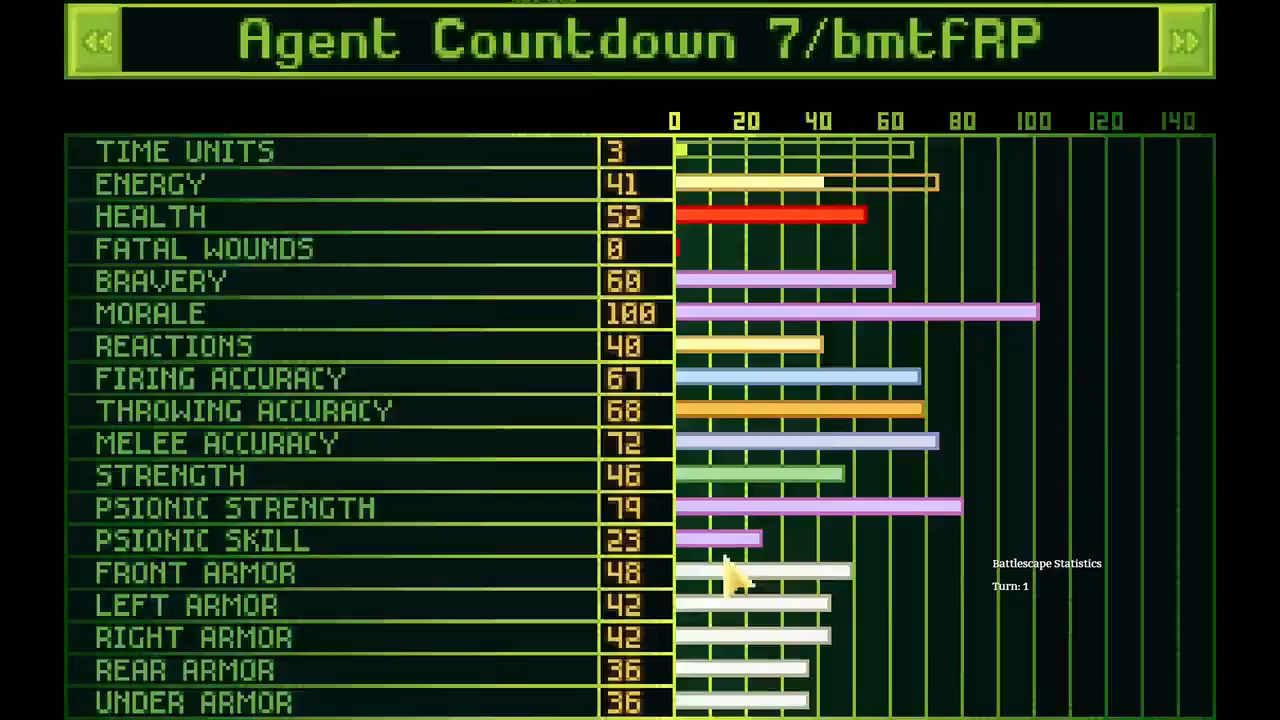 Agent Countdown 7/bmtFRP
0 20 40 60 80 100 120 140
TIME UNITS 3
ENERGY 41
HEALTH 52
FATAL WOUNDS 0
BRAVERY 60
MORALE 100
REACTIONS 40
FIRING ACCURACY 67
THROWING ACCURACY 68
MELEE ACCURACY 72
STRENGTH 46
PSIONIC STRENGTH 79
PSIONIC SKILL 23
FRONT ARMOR 48
Battlescape Statistics
Turn: 1
LEFT ARMOR 42
RIGHT ARMOR 42
REAR ARMOR 36
UNDER ARMOR 36